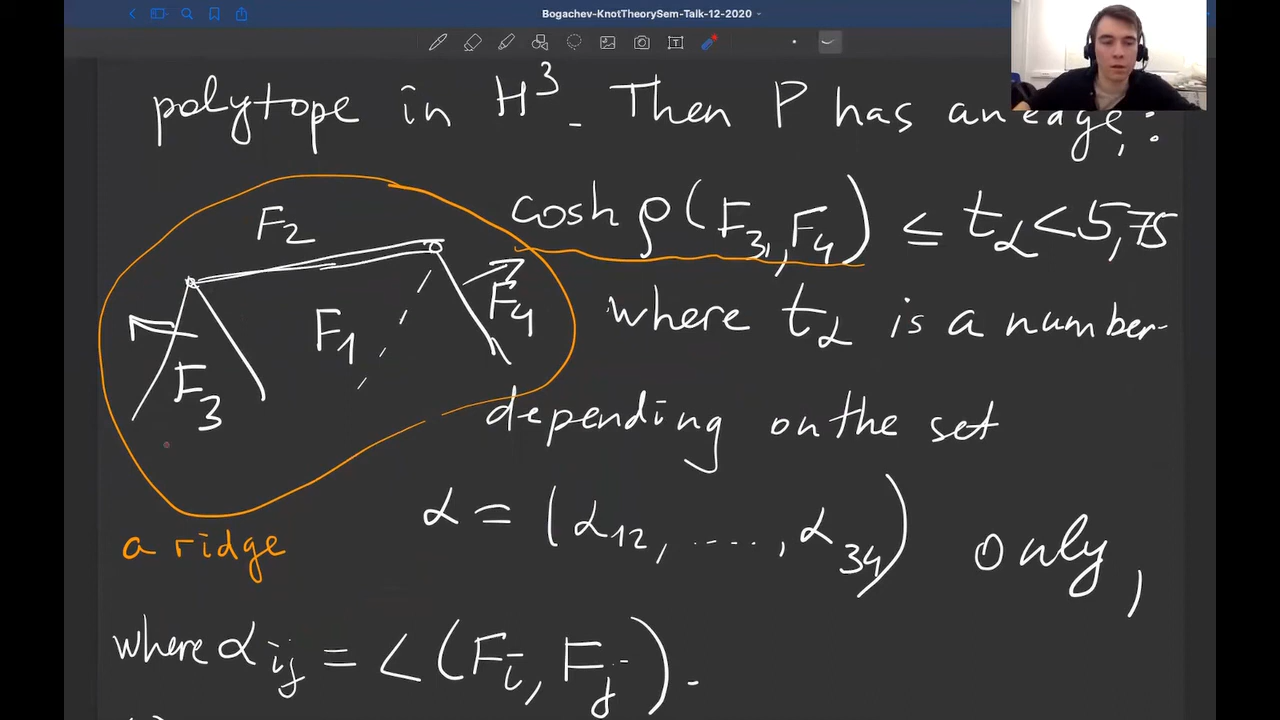 Bogachev-KnotTheorySem-Talk-12-2020
polytope in H³. Then P has an edge, :
cosh ρ(F₃, F₄) ≤ t_α < 5,75
F₂
F₁
F₃
F₄
where t_α is a number
depending on the set
α = (α₁₂, ...., α₃₄) only,
a ridge
where α_ij = ∠(F_i, F_j).